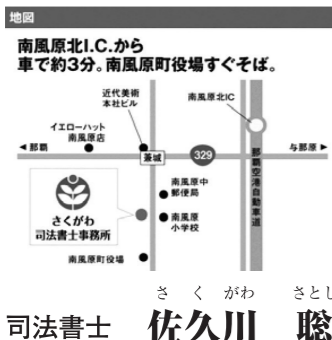 地図
南風原北I.C.から
車で約3分。南風原町役場すぐそば。
近代美術
本社ビル
南風原北IC
イエローハット
南風原店
◀那覇
兼城
329
与那原▶
那覇空港自動車道
さくがわ
司法書士事務所
南風原中
郵便局
南風原
小学校
南風原町役場
さくがわ さとし
司法書士 佐久川 聡